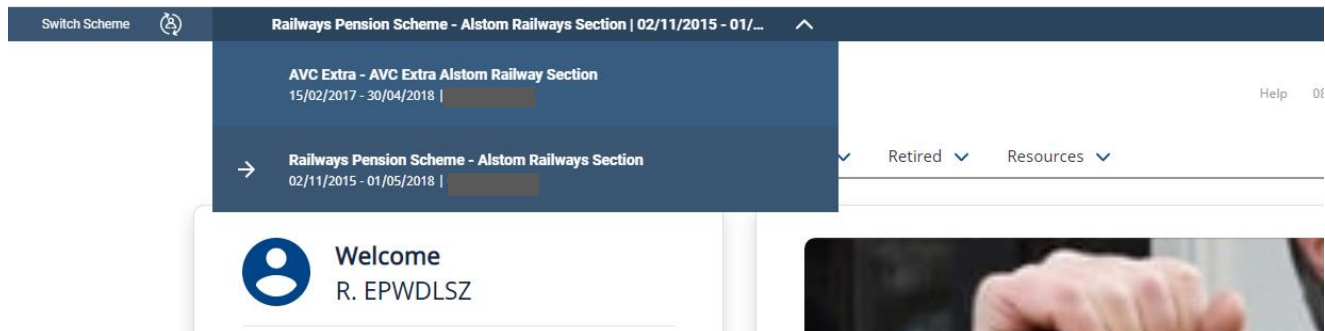 Switch Scheme
Railways Pension Scheme - Alstom Railways Section | 02/11/2015 - 01/...
AVC Extra - AVC Extra Alstom Railway Section
15/02/2017 - 30/04/2018 |
Help 08
Railways Pension Scheme - Alstom Railways Section
02/11/2015 - 01/05/2018 |
Retired Resources
Welcome
R. EPWDLSZ